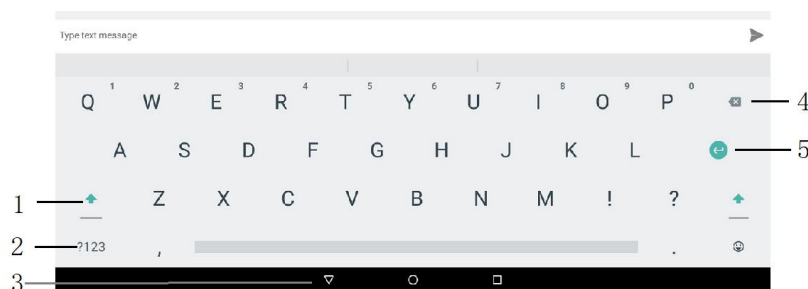 Type text message
Q 1 W 2 E 3 R 4 T 5 Y 6 U 7 I 8 O 9 P 0 4
A S D F G H J K L 5
1 Z X C V B N M ! ?
2 ?123 , .
3